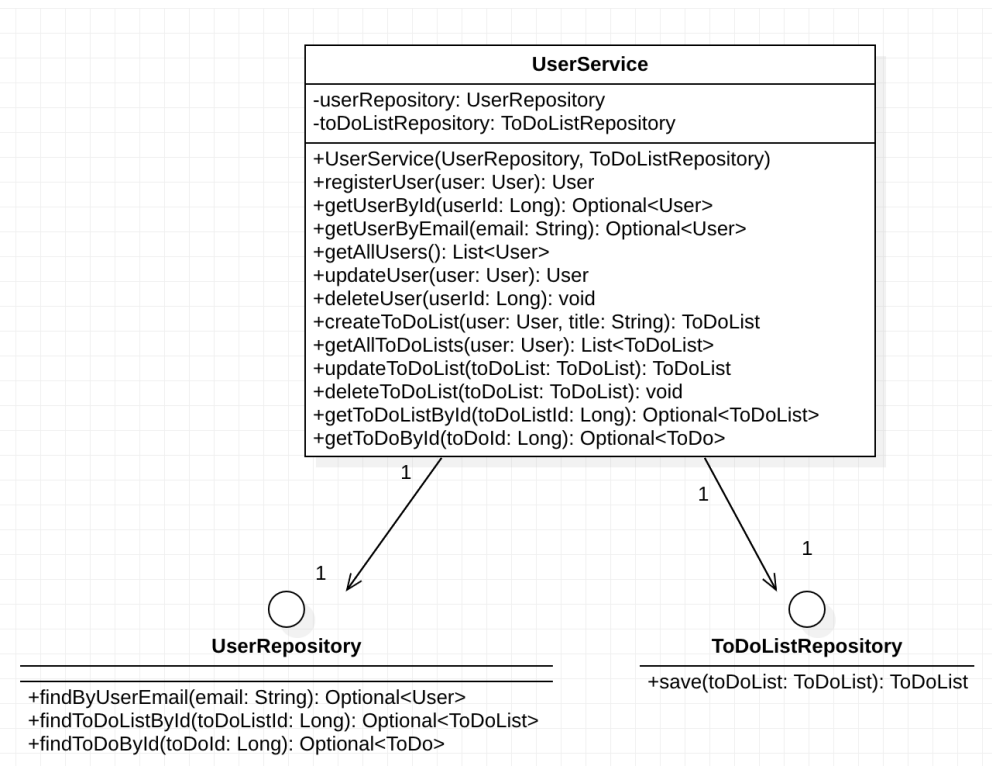 UserService
-userRepository: UserRepository
-toDoListRepository: ToDoListRepository
+UserService(UserRepository, ToDoListRepository)
+registerUser(user: User): User
+getUserById(userId: Long): Optional<User>
+getUserByEmail(email: String): Optional<User>
+getAllUsers(): List<User>
+updateUser(user: User): User
+deleteUser(userId: Long): void
+createToDoList(user: User, title: String): ToDoList
+getAllToDoLists(user: User): List<ToDoList>
+updateToDoList(toDoList: ToDoList): ToDoList
+deleteToDoList(toDoList: ToDoList): void
+getToDoListById(toDoListId: Long): Optional<ToDoList>
+getToDoById(toDoId: Long): Optional<ToDo>
1
1
1
1
UserRepository
+findByUserEmail(email: String): Optional<User>
+findToDoListById(toDoListId: Long): Optional<ToDoList>
+findToDoById(toDoId: Long): Optional<ToDo>
ToDoListRepository
+save(toDoList: ToDoList): ToDoList